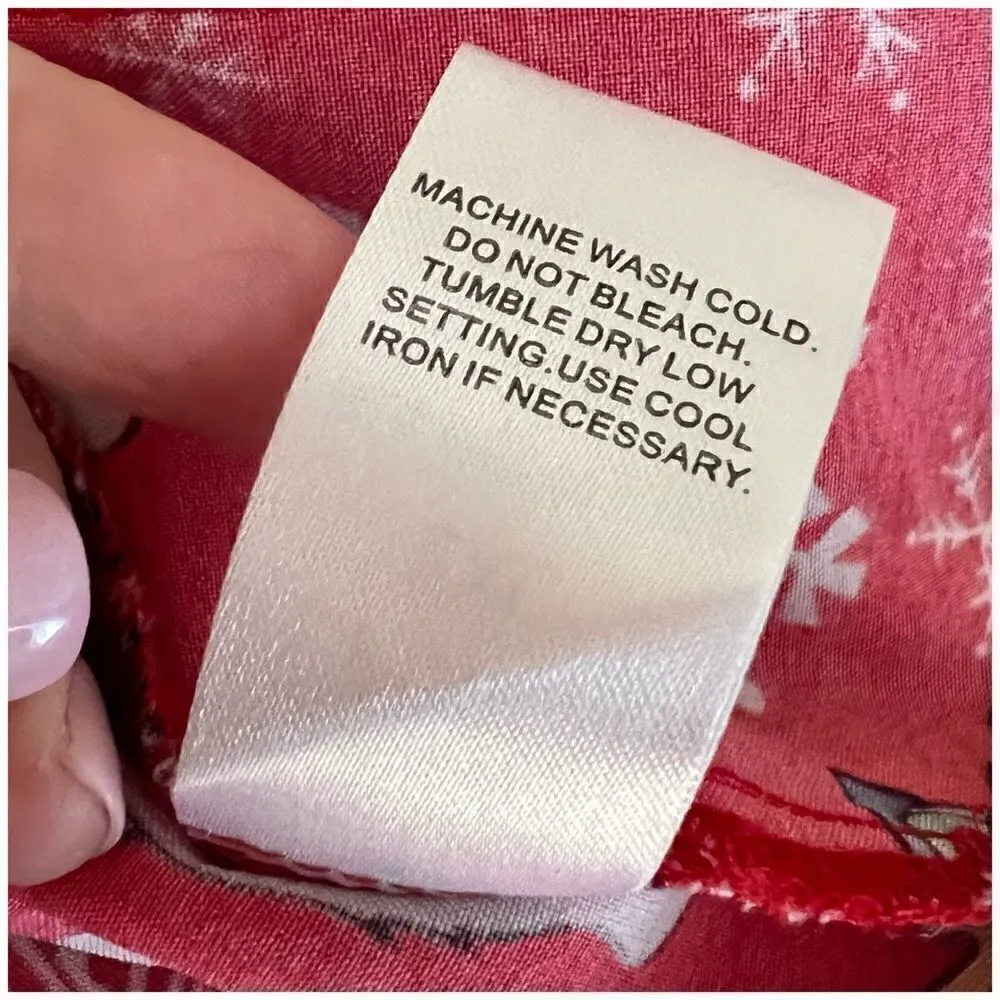 MACHINE WASH COLD.
DO NOT BLEACH.
TUMBLE DRY LOW
SETTING.USE COOL
IRON IF NECESSARY.